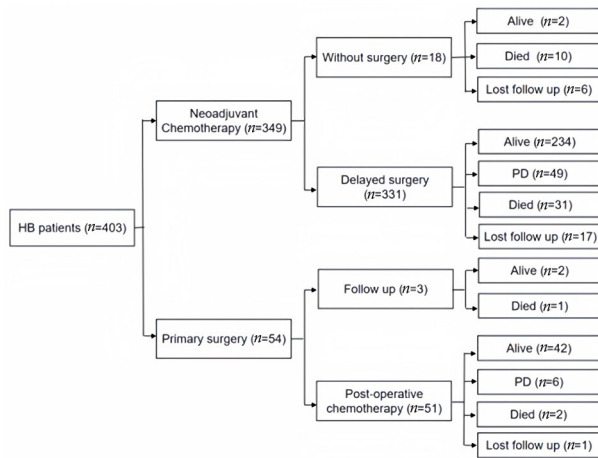 HB patients (n=403)
Neoadjuvant
Chemotherapy (n=349)
Primary surgery (n=54)
Without surgery (n=18)
Delayed surgery
(n=331)
Follow up (n=3)
Post-operative
chemotherapy (n=51)
Alive (n=2)
Died (n=10)
Lost follow up (n=6)
Alive (n=234)
PD (n=49)
Died (n=31)
Lost follow up (n=17)
Alive (n=2)
Died (n=1)
Alive (n=42)
PD (n=6)
Died (n=2)
Lost follow up (n=1)